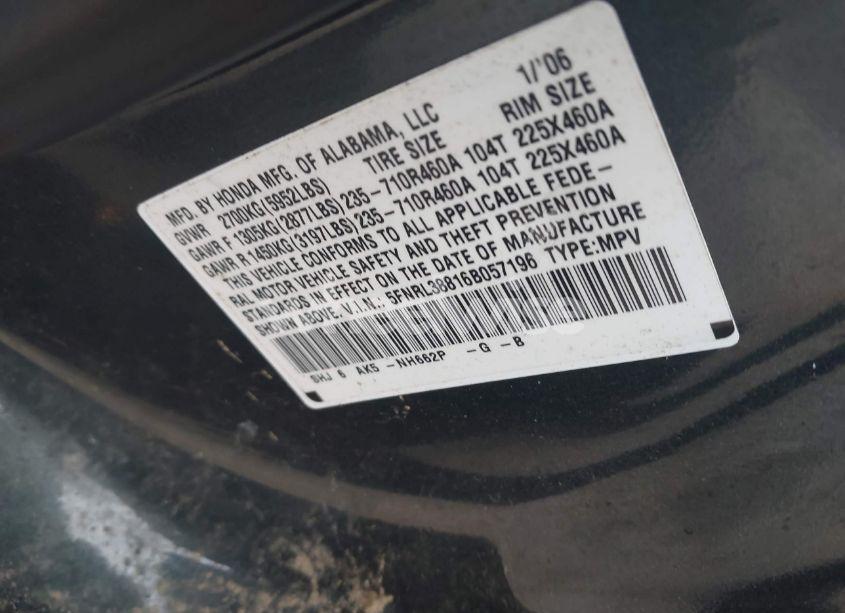 MFD. BY HONDA MFG. OF ALABAMA, LLC 1/'06
GVWR 2700KG(5952LBS) TIRE SIZE RIM SIZE
GAWR F 1305KG(2877LBS)235-710R460A 104T 225X460A
GAWR R 1450KG(3197LBS)235-710R460A 104T 225X460A
THIS VEHICLE CONFORMS TO ALL APPLICABLE FEDE-
RAL MOTOR VEHICLE SAFETY AND THEFT PREVENTION
STANDARDS IN EFFECT ON THE DATE OF MANUFACTURE
SHOWN ABOVE. V.I.N.: 5FNRL38816B057196 TYPE:MPV
SHJ 6 AK5 -NH662P -G -B